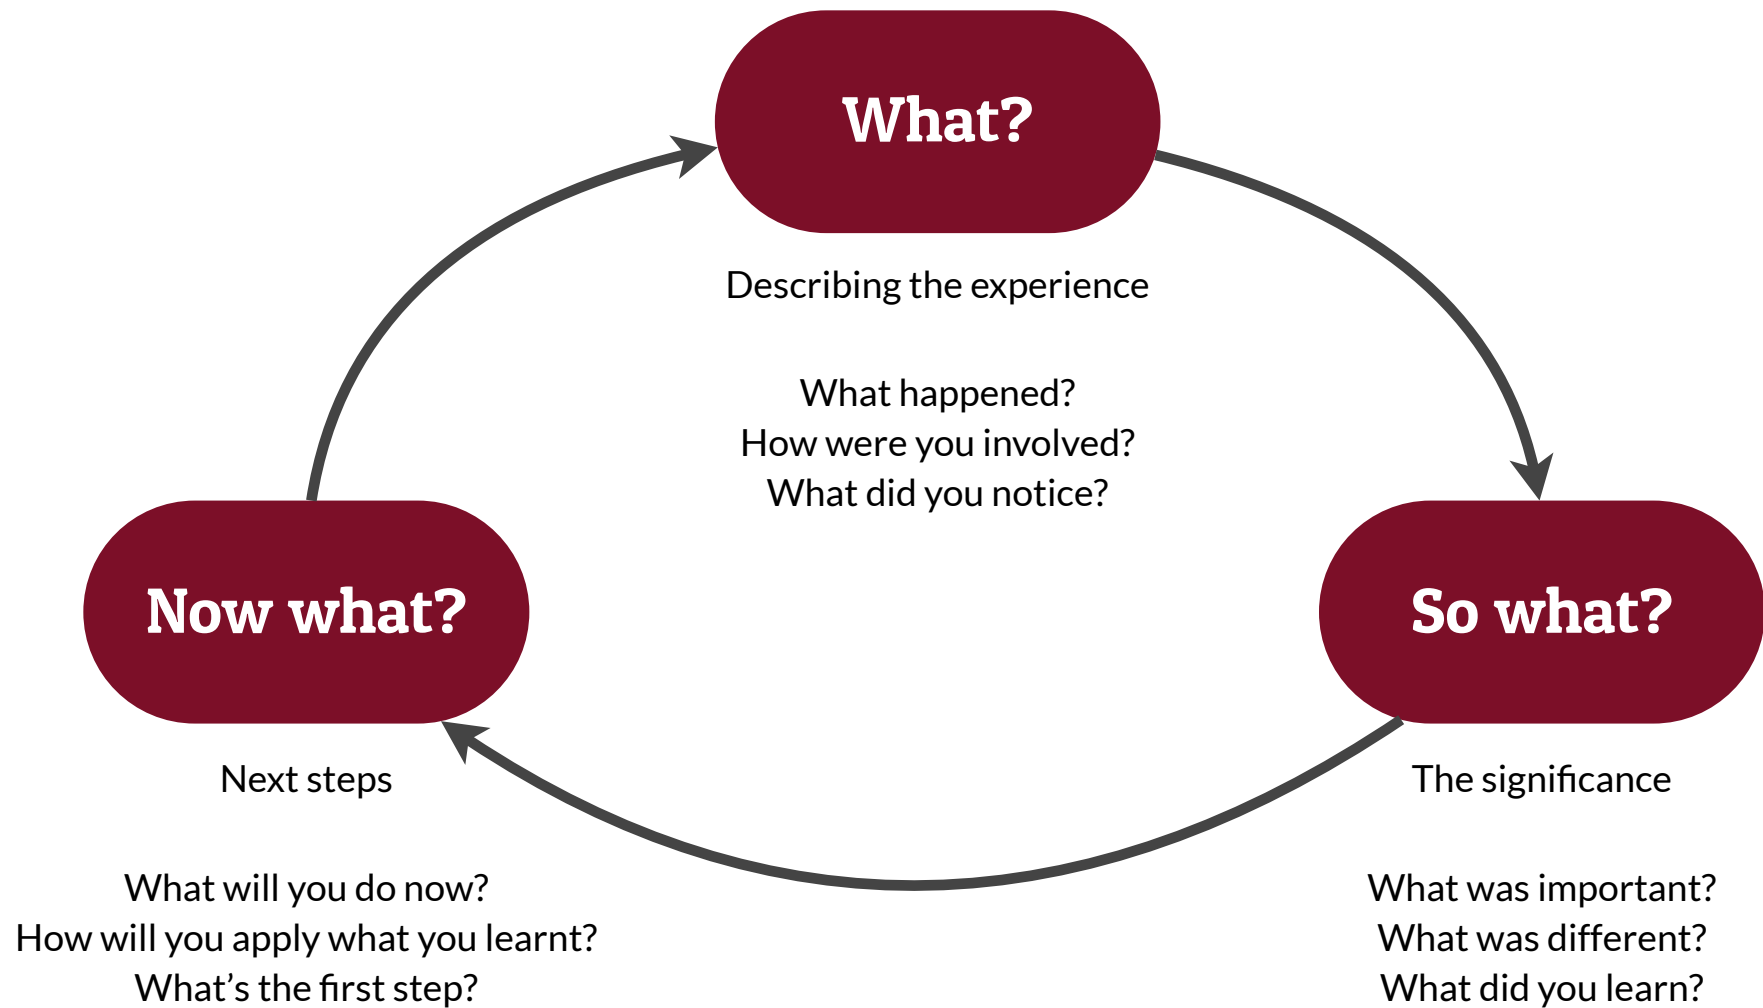 What?
Describing the experience
What happened?
How were you involved?
What did you notice?
So what?
The significance
What was important?
What was different?
What did you learn?
Now what?
Next steps
What will you do now?
How will you apply what you learnt?
What’s the first step?